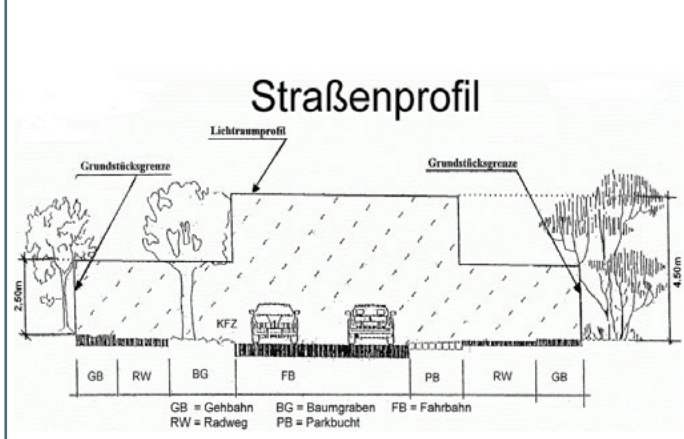 Straßenprofil
Lichtraumprofil
Grundstücksgrenze
Grundstücksgrenze
2,50m
4,50m
KFZ
GB RW BG FB PB RW GB
GB = Gehbahn BG = Baumgraben FB = Fahrbahn
RW = Radweg PB = Parkbucht